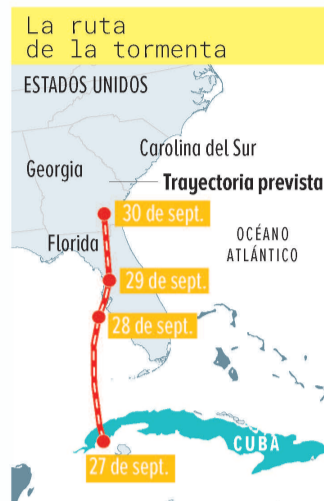 La ruta
de la tormenta
ESTADOS UNIDOS
Carolina del Sur
Georgia
Trayectoria prevista
30 de sept.
Florida
OCÉANO
ATLÁNTICO
29 de sept.
28 de sept.
CUBA
27 de sept.